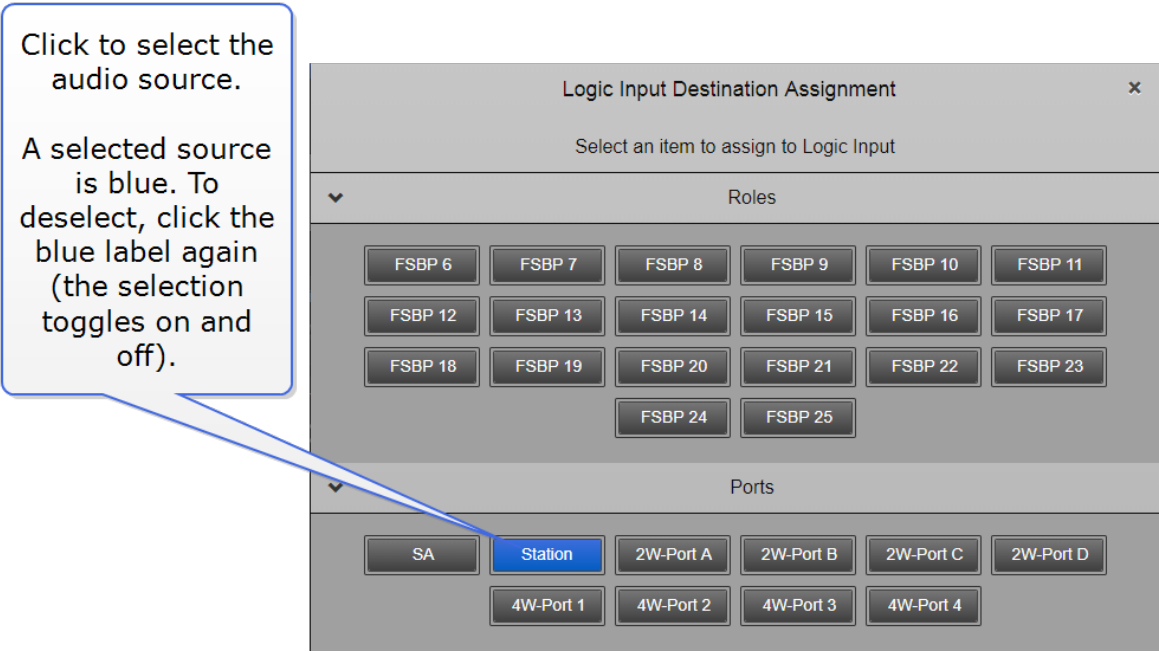 Click to select the
audio source.
A selected source
is blue. To
deselect, click the
blue label again
(the selection
toggles on and
off).
Logic Input Destination Assignment ×
Select an item to assign to Logic Input
Roles
FSBP 6 FSBP 7 FSBP 8 FSBP 9 FSBP 10 FSBP 11
FSBP 12 FSBP 13 FSBP 14 FSBP 15 FSBP 16 FSBP 17
FSBP 18 FSBP 19 FSBP 20 FSBP 21 FSBP 22 FSBP 23
FSBP 24 FSBP 25
Ports
SA Station 2W-Port A 2W-Port B 2W-Port C 2W-Port D
4W-Port 1 4W-Port 2 4W-Port 3 4W-Port 4